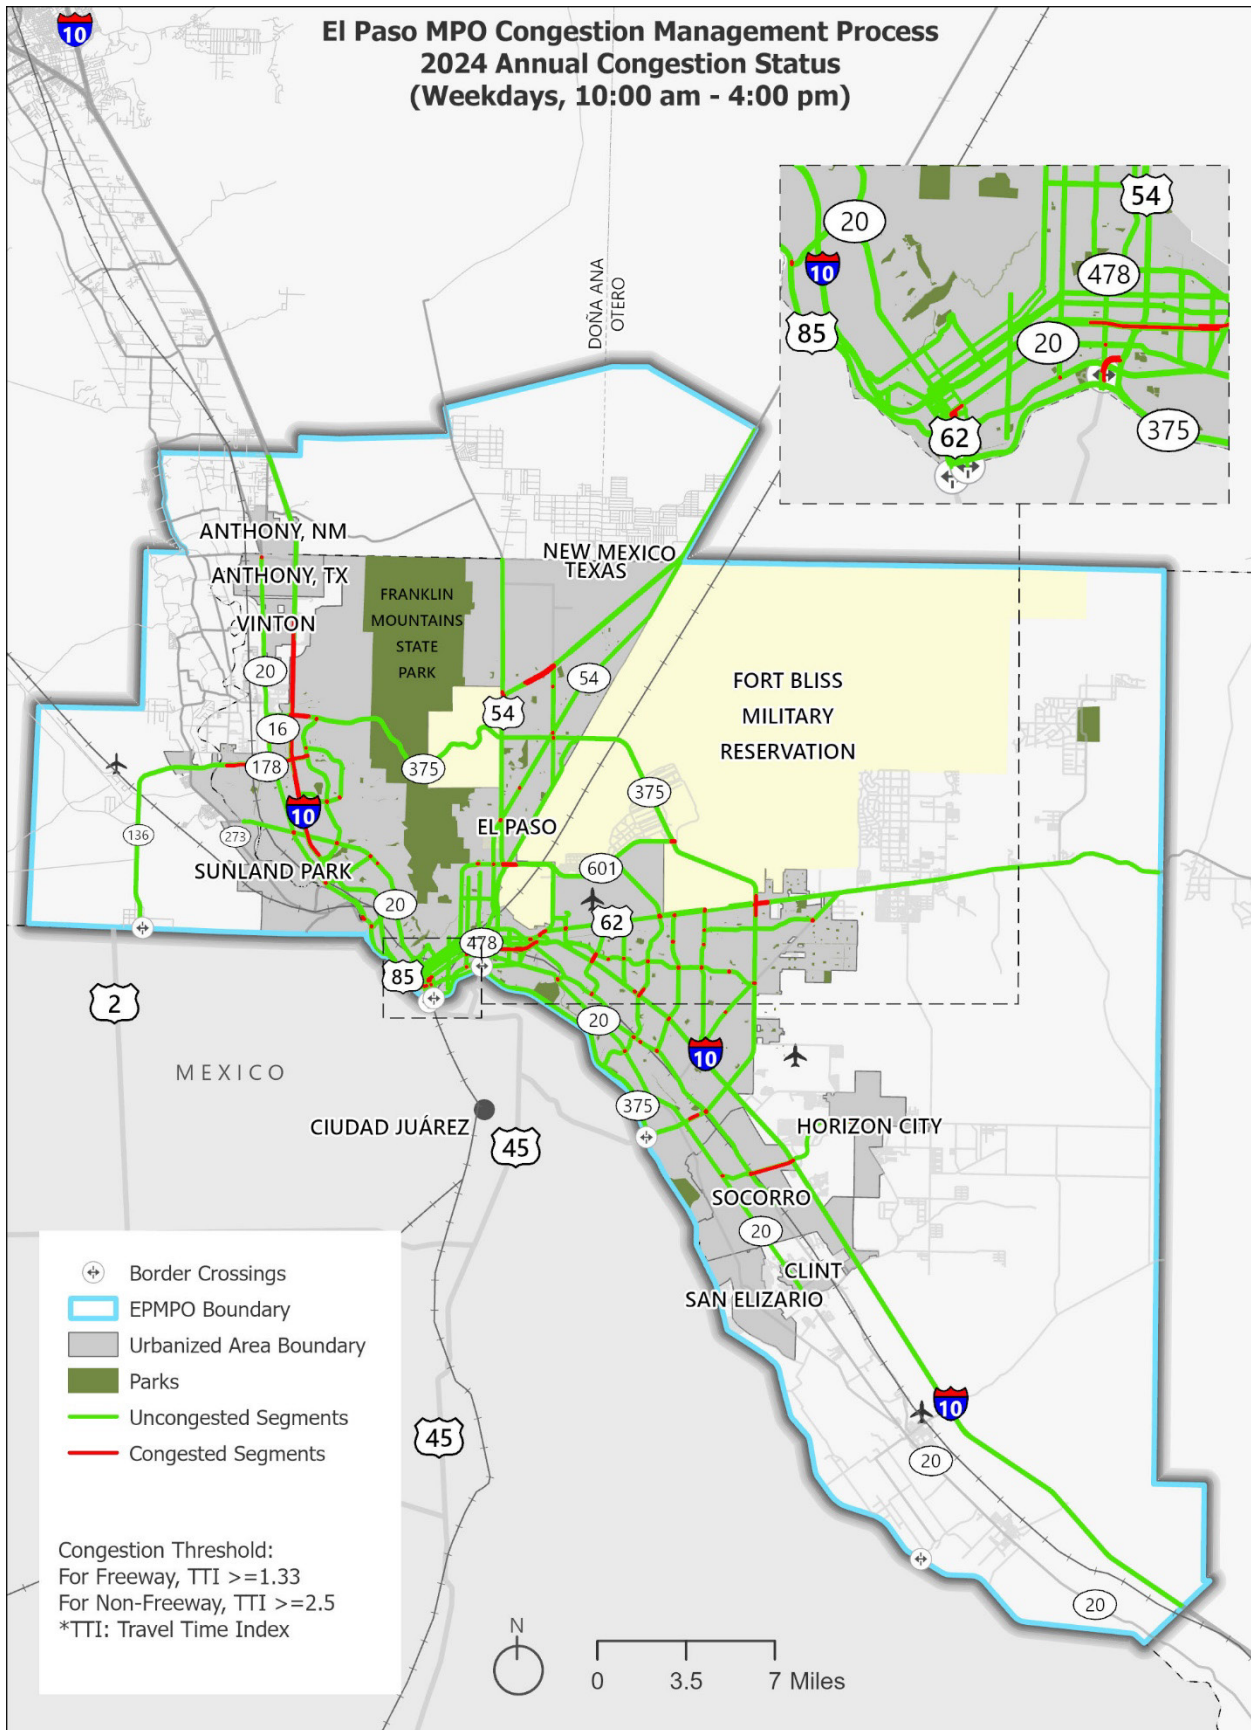 El Paso MPO Congestion Management Process
2024 Annual Congestion Status
(Weekdays, 10:00 am - 4:00 pm)
10
DOÑA ANA
OTERO
54
20
10
478
85
20
62
375
ANTHONY, NM
NEW MEXICO
TEXAS
ANTHONY, TX
FRANKLIN
MOUNTAINS
STATE
PARK
VINTON
20
54
54
FORT BLISS
MILITARY
RESERVATION
16
178
375
375
10
136
273
EL PASO
SUNLAND PARK
601
20
62
478
85
2
20
10
MEXICO
375
CIUDAD JUÁREZ
45
HORIZON CITY
SOCORRO
20
CLINT
SAN ELIZARIO
Border Crossings
EPMPO Boundary
Urbanized Area Boundary
Parks
Uncongested Segments
Congested Segments
45
10
20
Congestion Threshold:
For Freeway, TTI >=1.33
For Non-Freeway, TTI >=2.5
*TTI: Travel Time Index
20
N
0 3.5 7 Miles